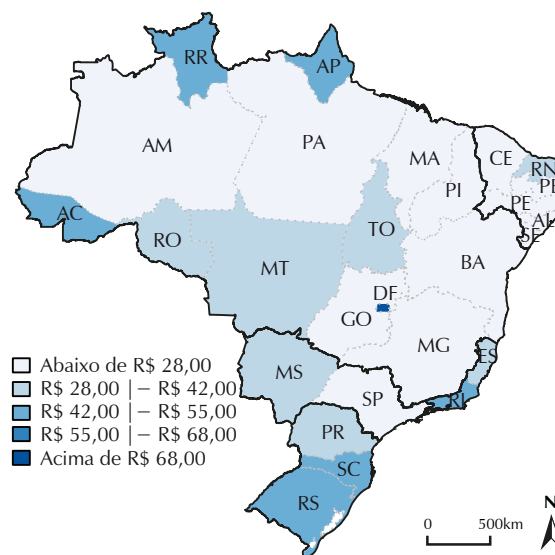 RR
AP
AM
PA
MA
CE
RN
PI
PE
AL
SE
AC
RO
TO
BA
MT
DF
GO
MG
ES
MS
SP
RJ
PR
SC
RS
Abaixo de R$ 28,00
R$ 28,00 |– R$ 42,00
R$ 42,00 |– R$ 55,00
R$ 55,00 |– R$ 68,00
Acima de R$ 68,00
N
0 500km